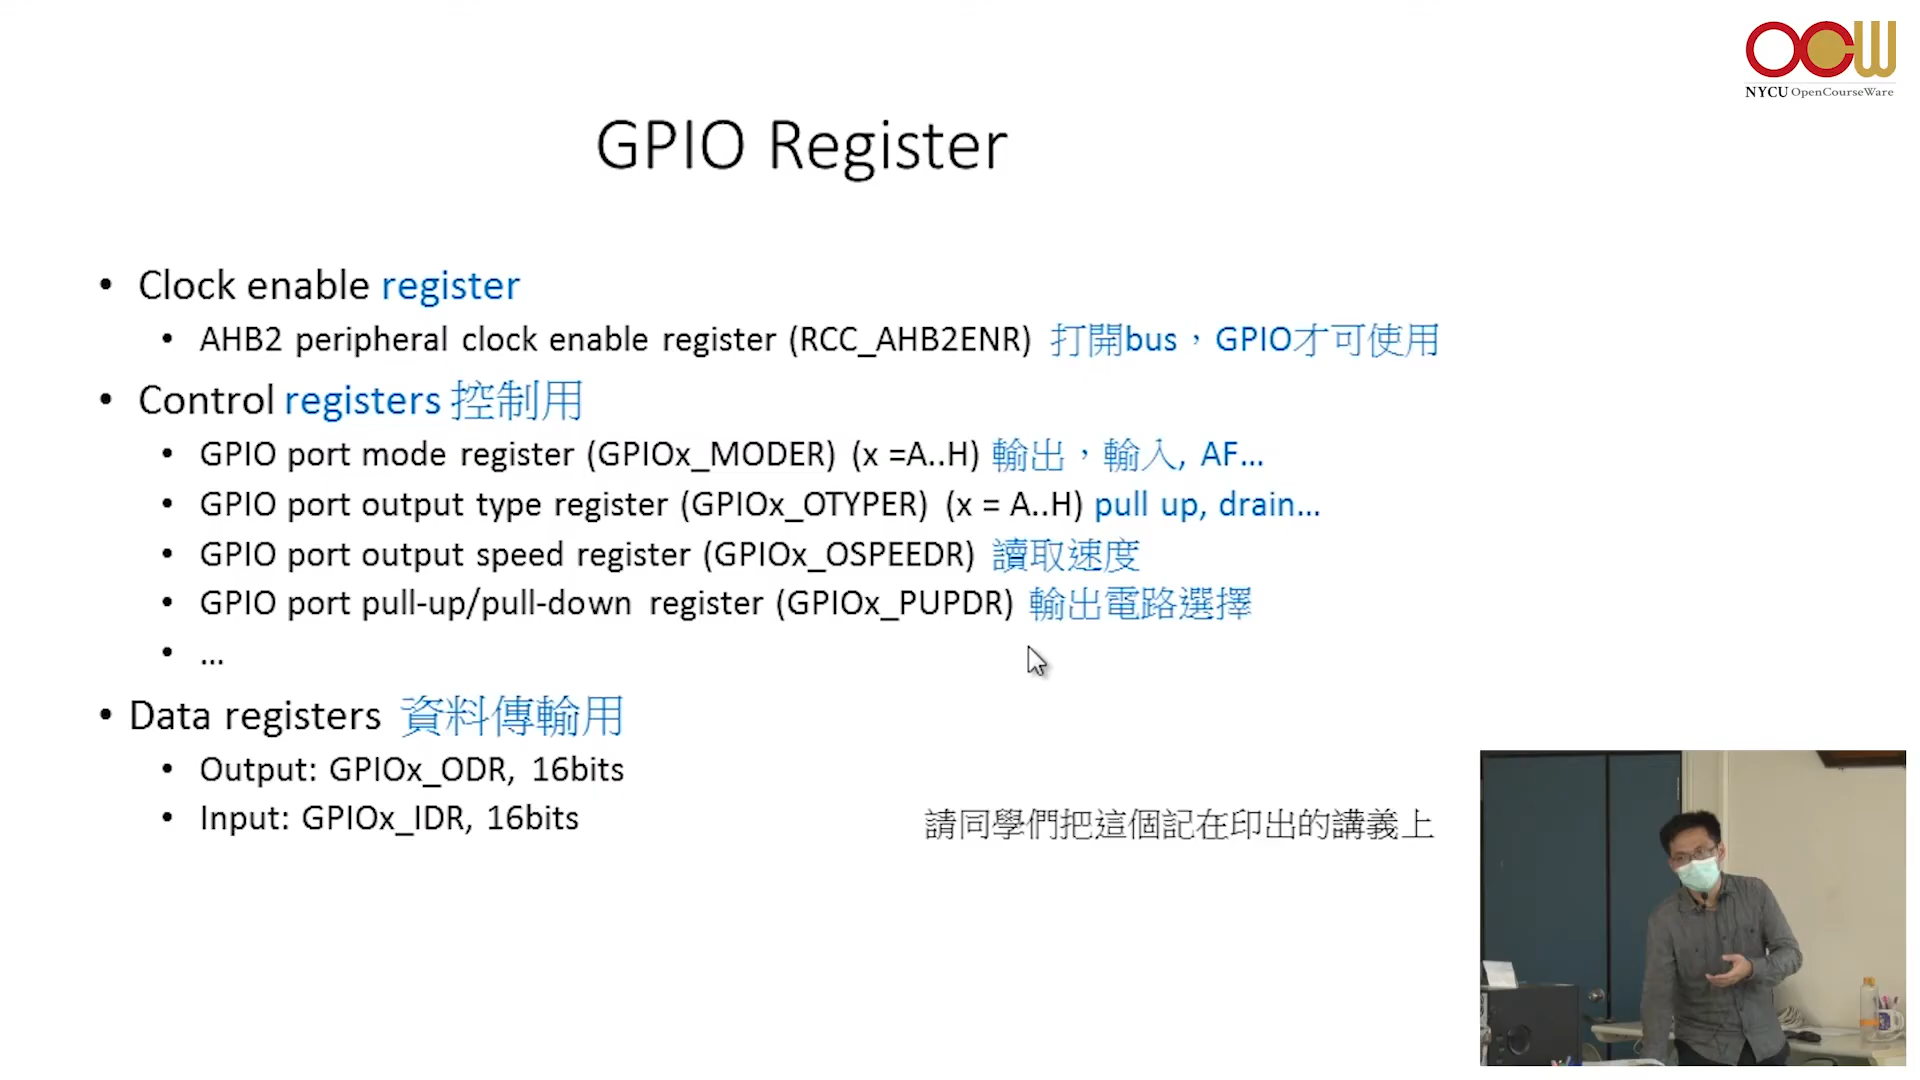 OCW
NYCU OpenCourseWare
GPIO Register
• Clock enable register
• AHB2 peripheral clock enable register (RCC_AHB2ENR) 打開bus,GPIO才可使用
• Control registers 控制用
• GPIO port mode register (GPIOx_MODER) (x =A..H) 輸出,輸入, AF...
• GPIO port output type register (GPIOx_OTYPER) (x = A..H) pull up, drain...
• GPIO port output speed register (GPIOx_OSPEEDR) 讀取速度
• GPIO port pull-up/pull-down register (GPIOx_PUPDR) 輸出電路選擇
• ...
• Data registers 資料傳輸用
• Output: GPIOx_ODR, 16bits
• Input: GPIOx_IDR, 16bits
請同學們把這個記在印出的講義上